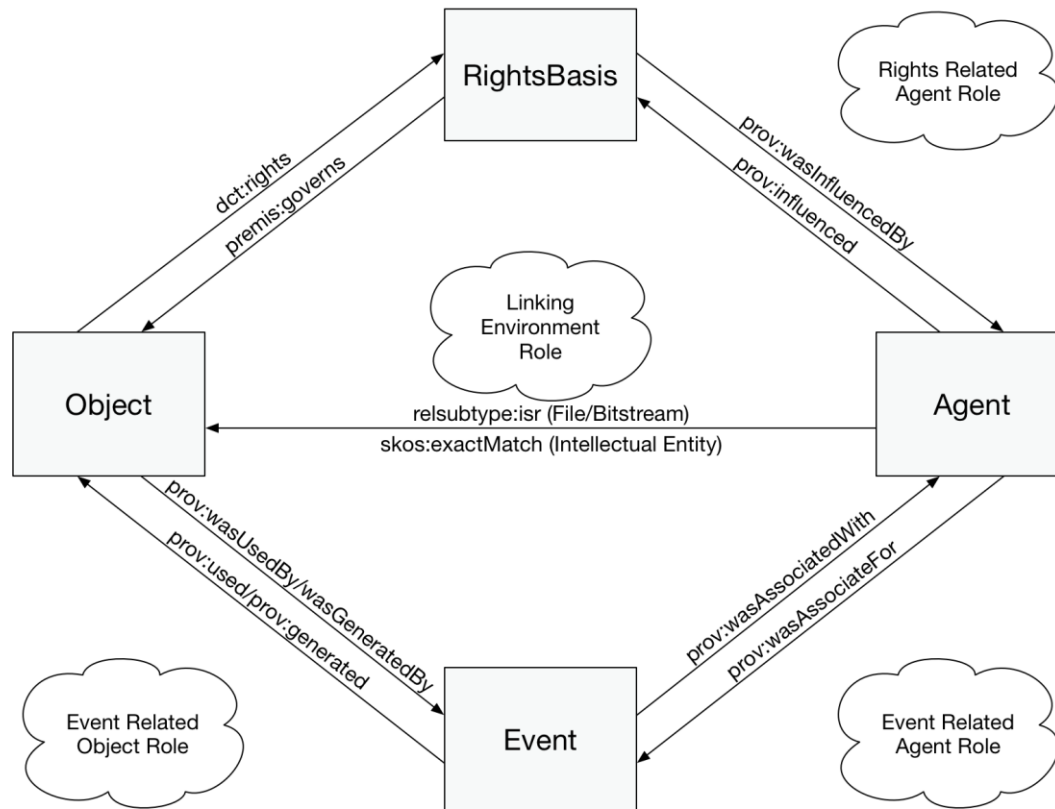 RightsBasis
Rights Related
Agent Role
dct:rights
premis:governs
prov:wasInfluencedBy
prov:influenced
Linking
Environment
Role
Object
Agent
relsubtype:isr (File/Bitstream)
skos:exactMatch (Intellectual Entity)
prov:wasUsedBy/wasGeneratedBy
prov:used/prov:generated
prov:wasAssociatedWith
prov:wasAssociateFor
Event Related
Object Role
Event
Event Related
Agent Role